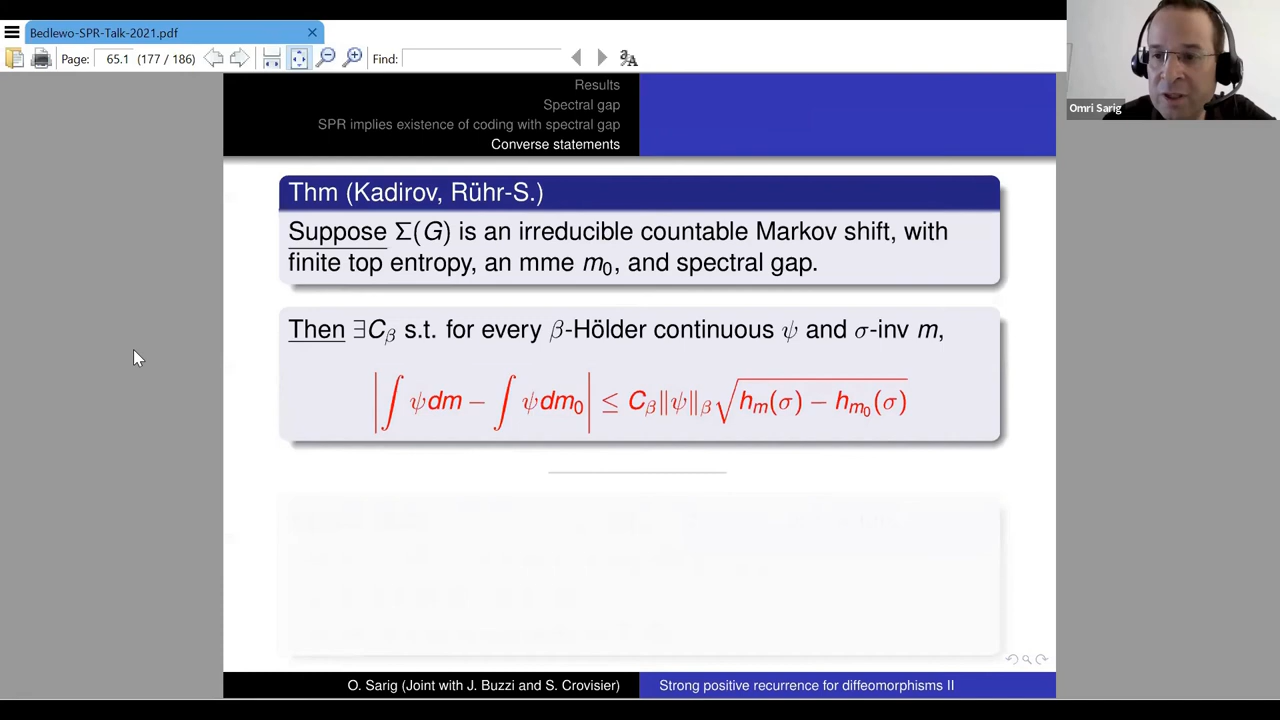 Bedlewo-SPR-Talk-2021.pdf
Page: 65.1 (177 / 186) Find:
Omri Sarig
Results
Spectral gap
SPR implies existence of coding with spectral gap
Converse statements
Thm (Kadirov, Rühr-S.)
Suppose Σ(G) is an irreducible countable Markov shift, with
finite top entropy, an mme m₀, and spectral gap.
Then ∃C_β s.t. for every β-Hölder continuous ψ and σ-inv m,
|∫ψdm − ∫ψdm₀| ≤ C_β‖ψ‖_β √(h_m(σ) − h_{m₀}(σ))
O. Sarig (Joint with J. Buzzi and S. Crovisier) Strong positive recurrence for diffeomorphisms II